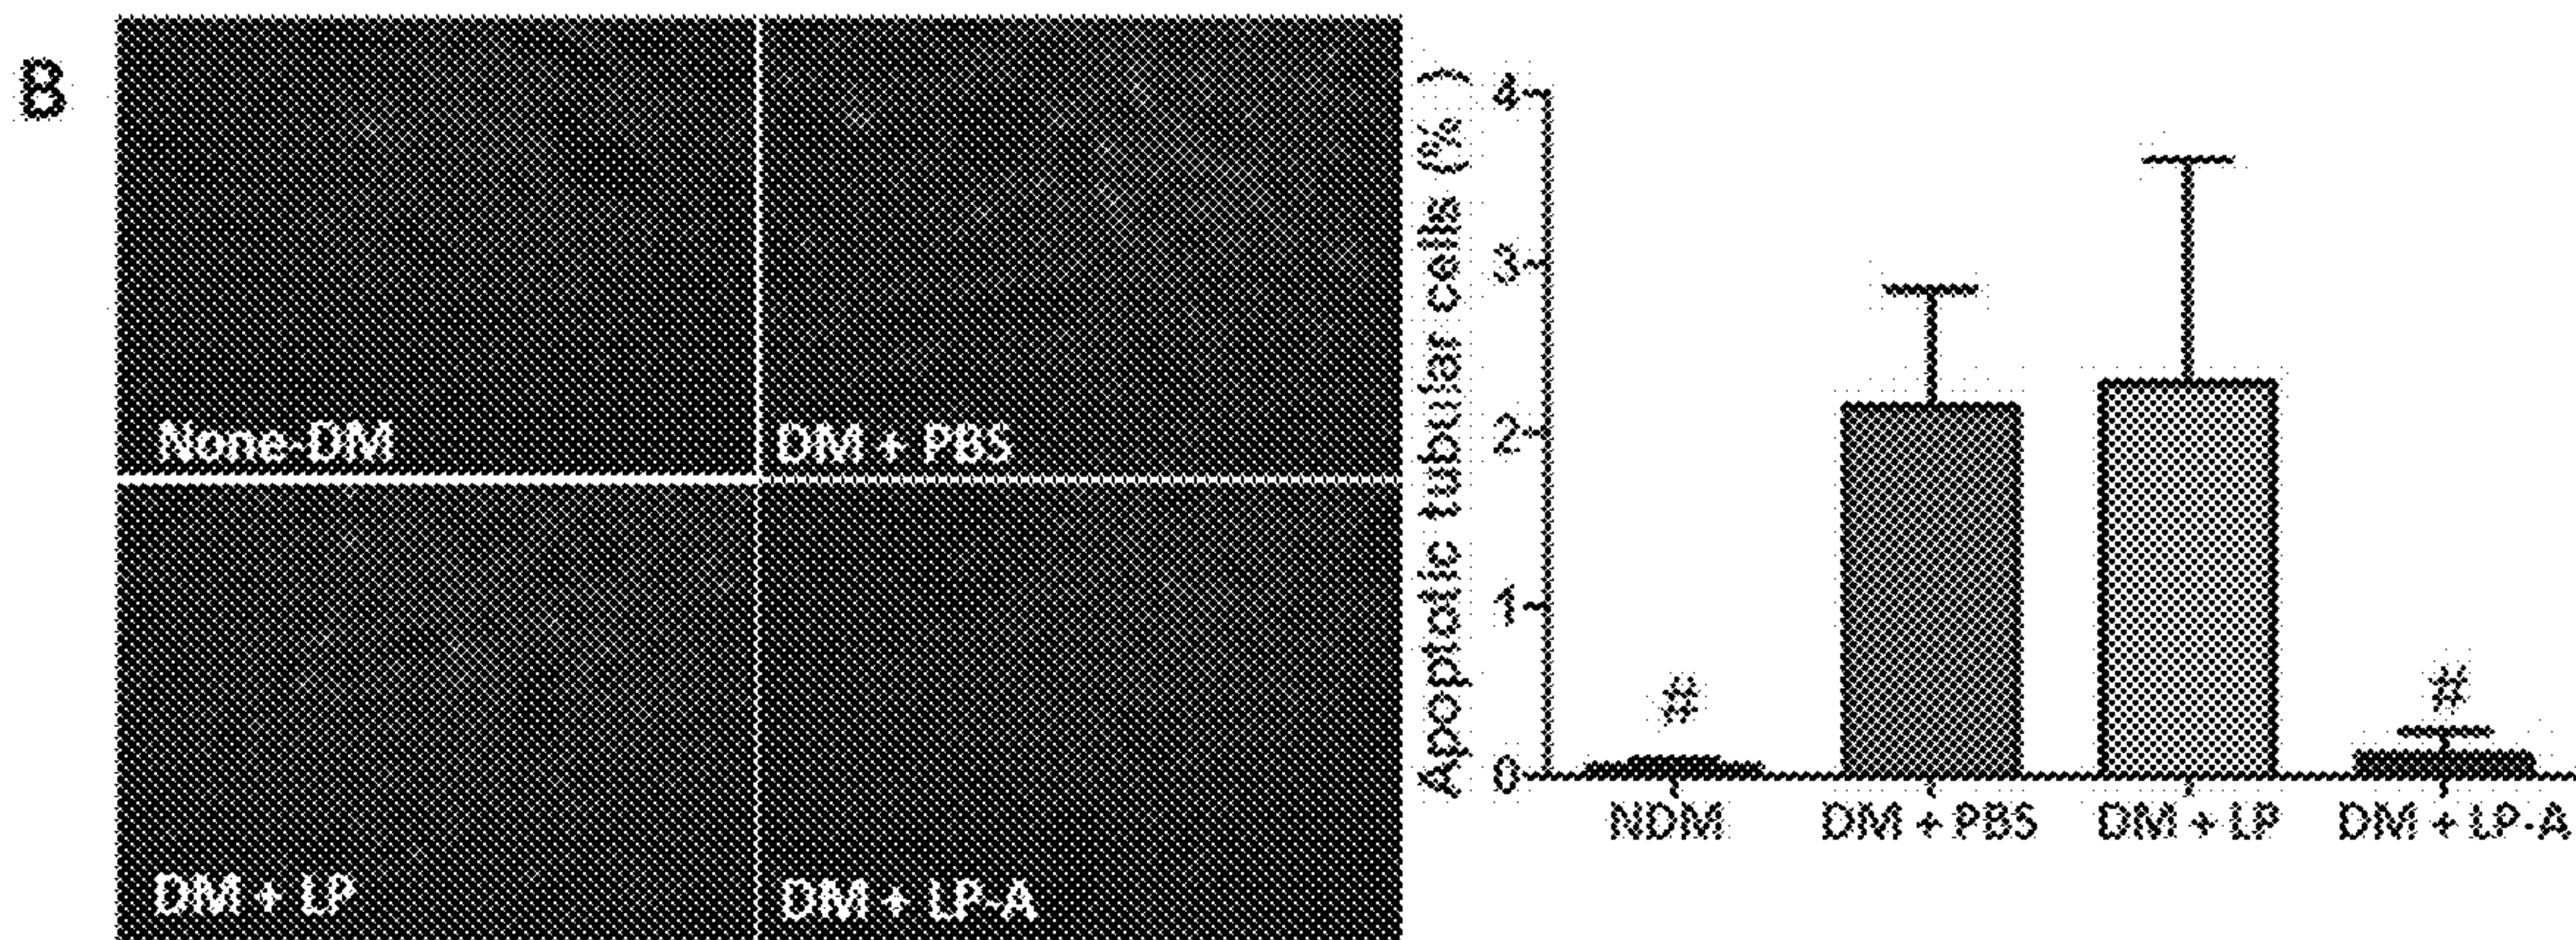 B
None-DM
DM + PBS
DM + LP
DM + LP-A
Apoptotic tubular cells (%)
4
3
2
1
0
#
#
NDM
DM + PBS
DM + LP
DM + LP-A